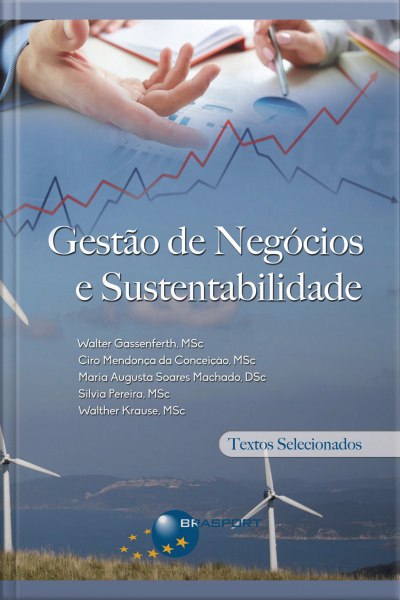 Gestão de Negócios
e Sustentabilidade
Walter Gassenferth, MSc
Ciro Mendonça da Conceição, MSc
Maria Augusta Soares Machado, DSc
Silvia Pereira, MSc
Walther Krause, MSc
Textos Selecionados
BRASPORT